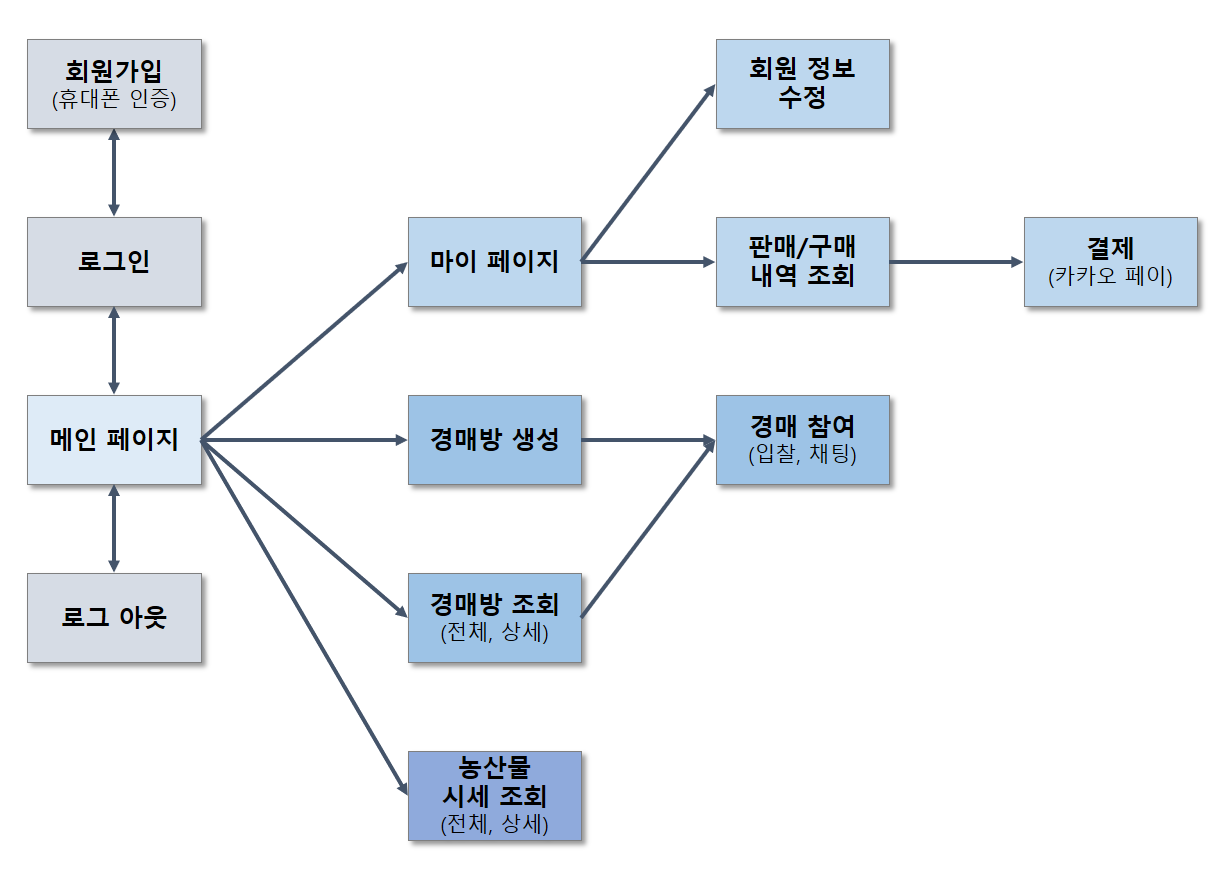 회원가입
(휴대폰 인증)
회원 정보
수정
로그인
마이 페이지
판매/구매
내역 조회
결제
(카카오 페이)
메인 페이지
경매방 생성
경매 참여
(입찰, 채팅)
로그 아웃
경매방 조회
(전체, 상세)
농산물
시세 조회
(전체, 상세)